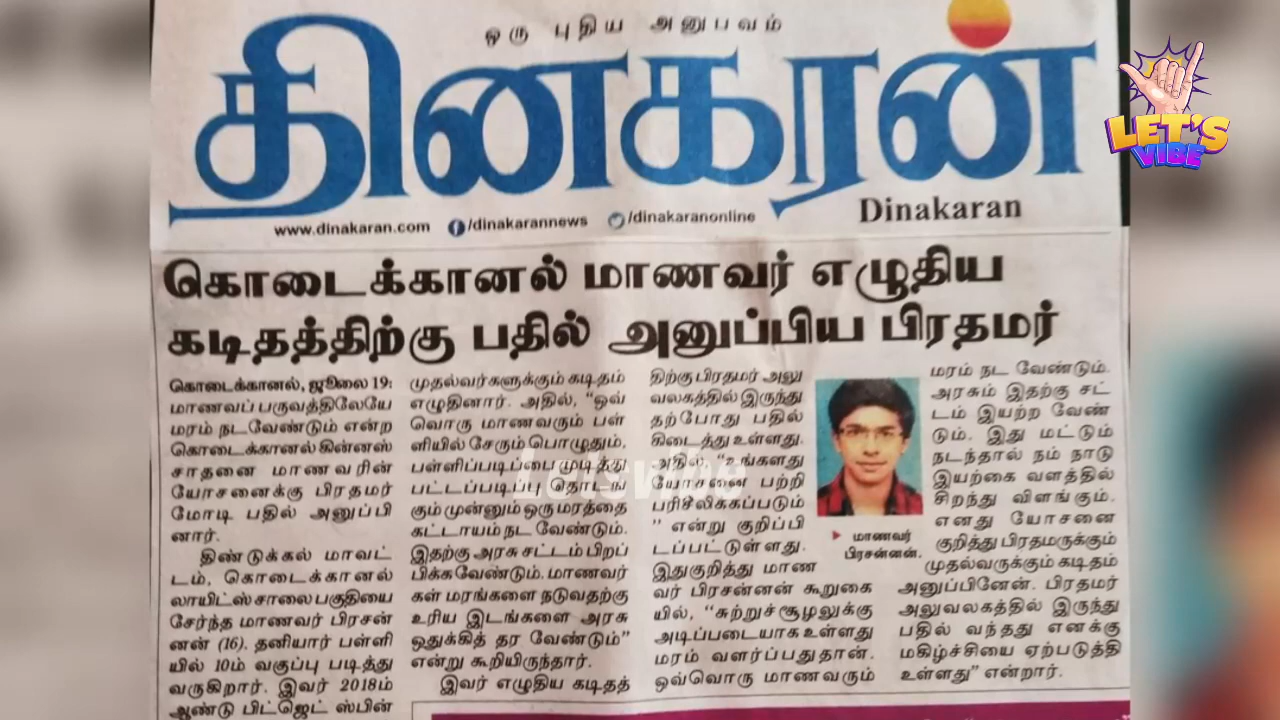 ஒரு புதிய அனுபவம்
தினகரன்
LET'S
VIBE
www.dinakaran.com /dinakarannews /dinakaranonline Dinakaran
கொடைக்கானல் மாணவர் எழுதிய
கடிதத்திற்கு பதில் அனுப்பிய பிரதமர்
கொடைக்கானல், ஜூலை 19:
மாணவப் பருவத்திலேயே
மரம் நடவேண்டும் என்ற
கொடைக்கானல் கின்னஸ்
சாதனை மாணவரின்
யோசனைக்கு பிரதமர்
மோடி பதில் அனுப்பி
னார்.
திண்டுக்கல் மாவட்
டம், கொடைக்கானல்
லாயிட்ஸ் சாலை பகுதியை
சேர்ந்த மாணவர் பிரசன்
னன் (16). தனியார் பள்ளி
யில் 10ம் வகுப்பு படித்து
வருகிறார். இவர் 2018ம்
ஆண்டு பிட்ஜெட் ஸ்பின்
முதல்வர்களுக்கும் கடிதம்
எழுதினார். அதில், “ஒவ்
வொரு மாணவரும் பள்
ளியில் சேரும் பொழுதும்,
பள்ளிப்படிப்பை முடித்து
பட்டப்படிப்பு தொடங்
கும் முன்னும் ஒரு மரத்தை
கட்டாயம் நட வேண்டும்.
இதற்கு அரசு சட்டம் பிறப்
பிக்கவேண்டும். மாணவர்
கள் மரங்களை நடுவதற்கு
உரிய இடங்களை அரசு
ஒதுக்கித் தர வேண்டும்”
என்று கூறியிருந்தார்.
இவர் எழுதிய கடிதத்
திற்கு பிரதமர் அலு
வலகத்தில் இருந்து
தற்போது பதில்
கிடைத்து உள்ளது.
அதில், “உங்களது
யோசனை பற்றி
பரிசீலிக்கப்படும்
” என்று குறிப்பி
டப்பட்டுள்ளது.
இதுகுறித்து மாண
வர் பிரசன்னன் கூறுகை
யில், “சுற்றுச்சூழலுக்கு
அடிப்படையாக உள்ளது
மரம் வளர்ப்பதுதான்.
ஒவ்வொரு மாணவரும்
மாணவர்
பிரசன்னன்.
மரம் நட வேண்டும்.
அரசும் இதற்கு சட்
டம் இயற்ற வேண்
டும். இது மட்டும்
நடந்தால் நம் நாடு
இயற்கை வளத்தில்
சிறந்து விளங்கும்.
எனது யோசனை
குறித்து பிரதமருக்கும்
முதல்வருக்கும் கடிதம்
அனுப்பினேன். பிரதமர்
அலுவலகத்தில் இருந்து
பதில் வந்தது எனக்கு
மகிழ்ச்சியை ஏற்படுத்தி
உள்ளது” என்றார்.
Letsvibe